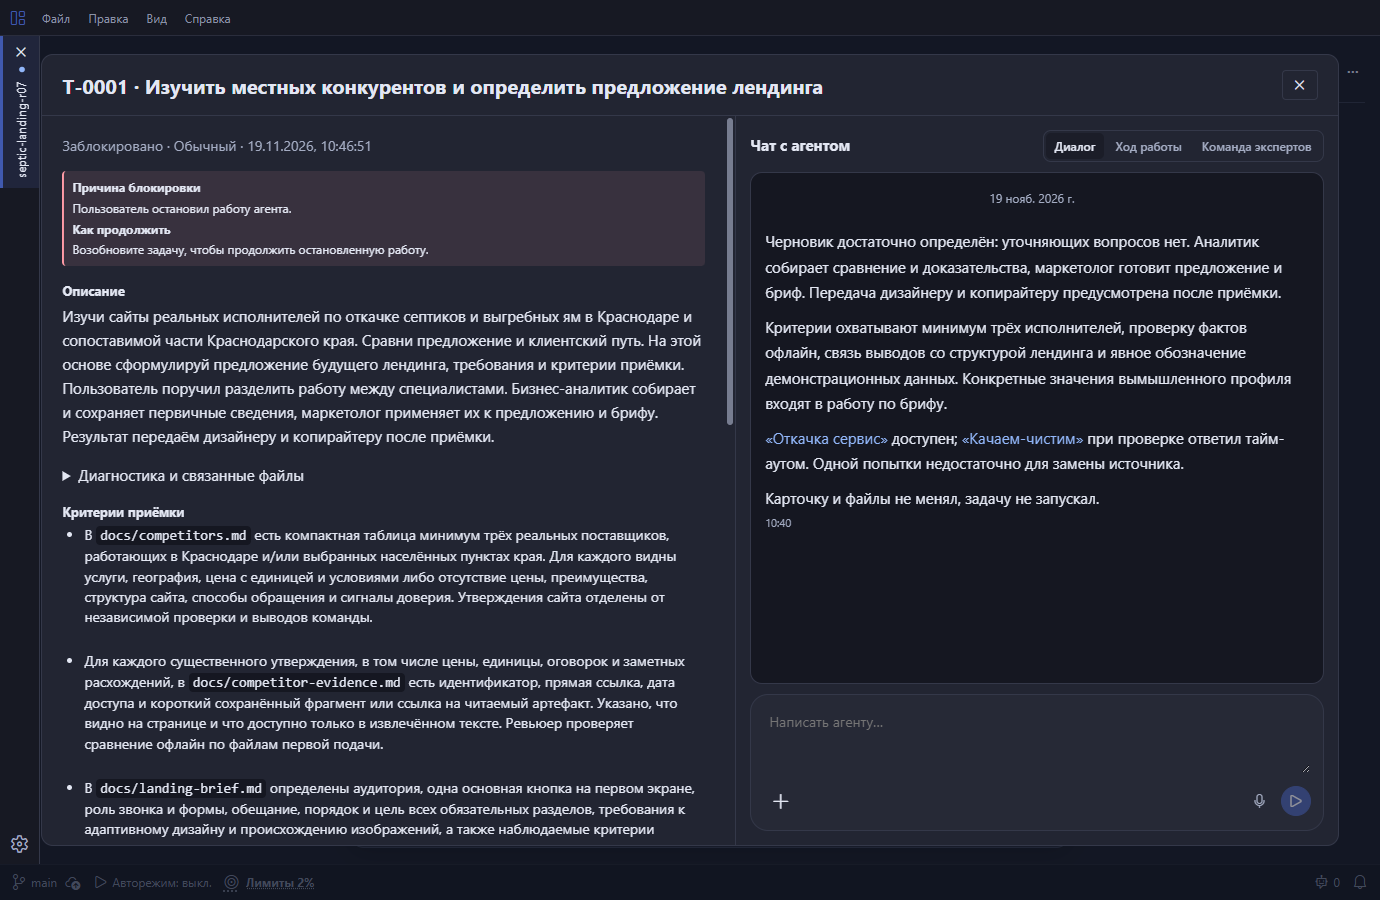 Файл Правка Вид Справка
septic-landing-r07
T-0001 · Изучить местных конкурентов и определить предложение лендинга
Заблокировано · Обычный · 19.11.2026, 10:46:51
Причина блокировки
Пользователь остановил работу агента.
Как продолжить
Возобновите задачу, чтобы продолжить остановленную работу.
Описание
Изучи сайты реальных исполнителей по откачке септиков и выгребных ям в Краснодаре и
сопоставимой части Краснодарского края. Сравни предложение и клиентский путь. На этой
основе сформулируй предложение будущего лендинга, требования и критерии приёмки.
Пользователь поручил разделить работу между специалистами. Бизнес-аналитик собирает
и сохраняет первичные сведения, маркетолог применяет их к предложению и брифу.
Результат передаём дизайнеру и копирайтеру после приёмки.
Диагностика и связанные файлы
Критерии приёмки
• В docs/competitors.md есть компактная таблица минимум трёх реальных поставщиков,
работающих в Краснодаре и/или выбранных населённых пунктах края. Для каждого видны
услуги, география, цена с единицей и условиями либо отсутствие цены, преимущества,
структура сайта, способы обращения и сигналы доверия. Утверждения сайта отделены от
независимой проверки и выводов команды.
• Для каждого существенного утверждения, в том числе цены, единицы, оговорок и заметных
расхождений, в docs/competitor-evidence.md есть идентификатор, прямая ссылка, дата
доступа и короткий сохранённый фрагмент или ссылка на читаемый артефакт. Указано, что
видно на странице и что доступно только в извлечённом тексте. Ревьюер проверяет
сравнение офлайн по файлам первой подачи.
• В docs/landing-brief.md определены аудитория, одна основная кнопка на первом экране,
роль звонка и формы, обещание, порядок и цель всех обязательных разделов, требования к
адаптивному дизайну и происхождению изображений, а также наблюдаемые критерии
Чат с агентом
Диалог Ход работы Команда экспертов
19 нояб. 2026 г.
Черновик достаточно определён: уточняющих вопросов нет. Аналитик
собирает сравнение и доказательства, маркетолог готовит предложение и
бриф. Передача дизайнеру и копирайтеру предусмотрена после приёмки.
Критерии охватывают минимум трёх исполнителей, проверку фактов
офлайн, связь выводов со структурой лендинга и явное обозначение
демонстрационных данных. Конкретные значения вымышленного профиля
входят в работу по брифу.
«Откачка сервис» доступен; «Качаем-чистим» при проверке ответил тайм-
аутом. Одной попытки недостаточно для замены источника.
Карточку и файлы не менял, задачу не запускал.
10:40
Написать агенту...
main Авторежим: выкл. Лимиты 2% 0